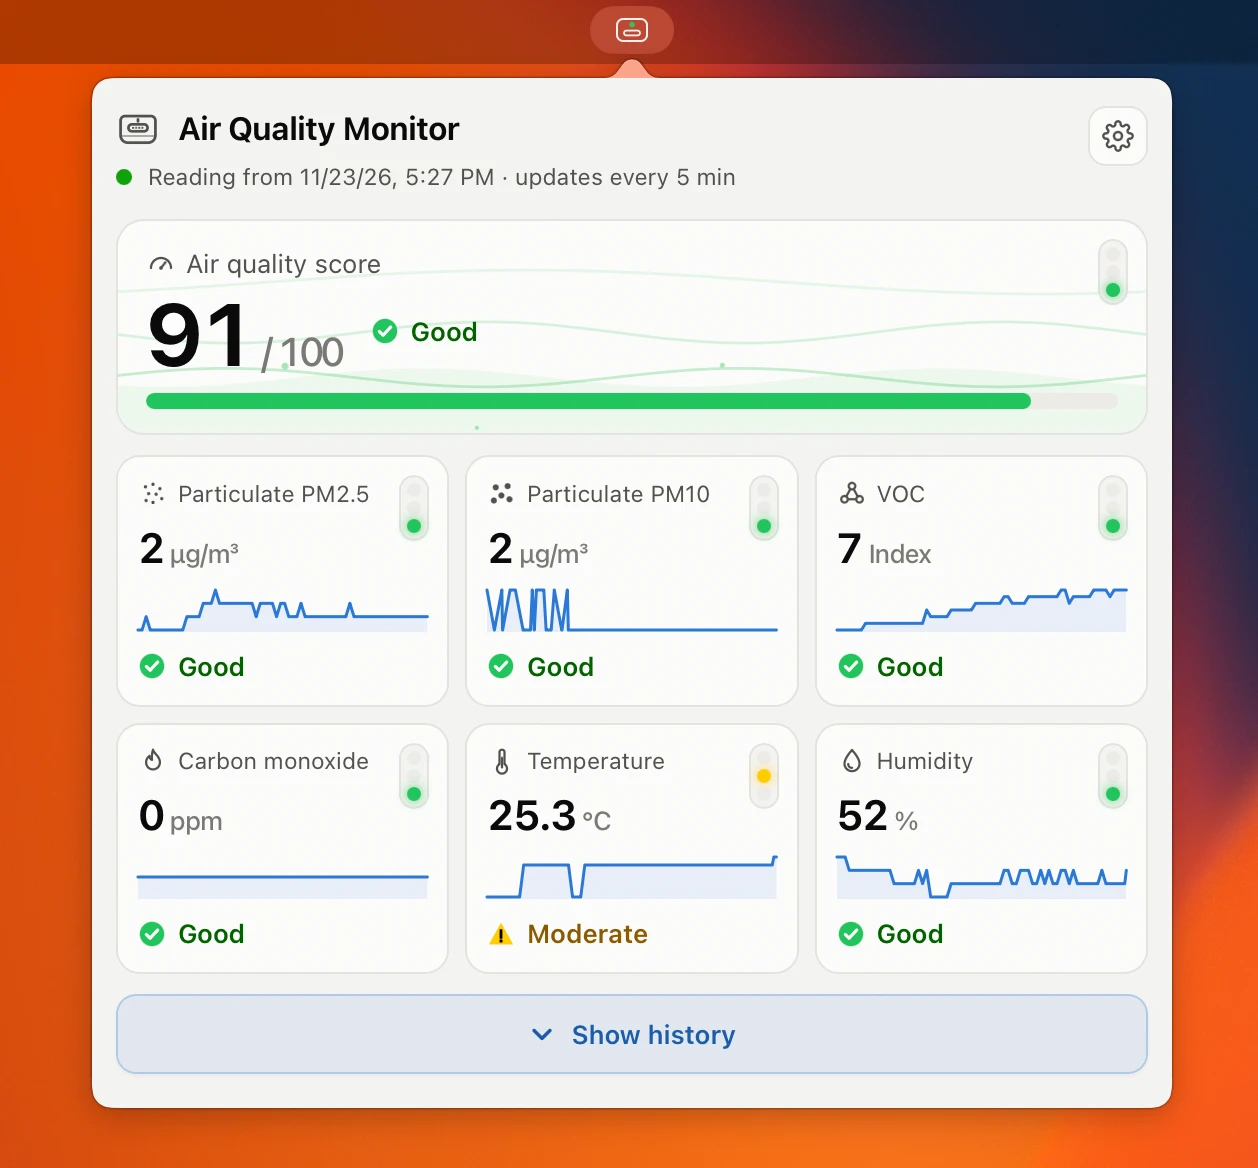 Air Quality Monitor
Reading from 11/23/26, 5:27 PM · updates every 5 min
Air quality score
91 / 100 Good
Particulate PM2.5
2 µg/m³
Good
Particulate PM10
2 µg/m³
Good
VOC
7 Index
Good
Carbon monoxide
0 ppm
Good
Temperature
25.3 °C
Moderate
Humidity
52 %
Good
Show history